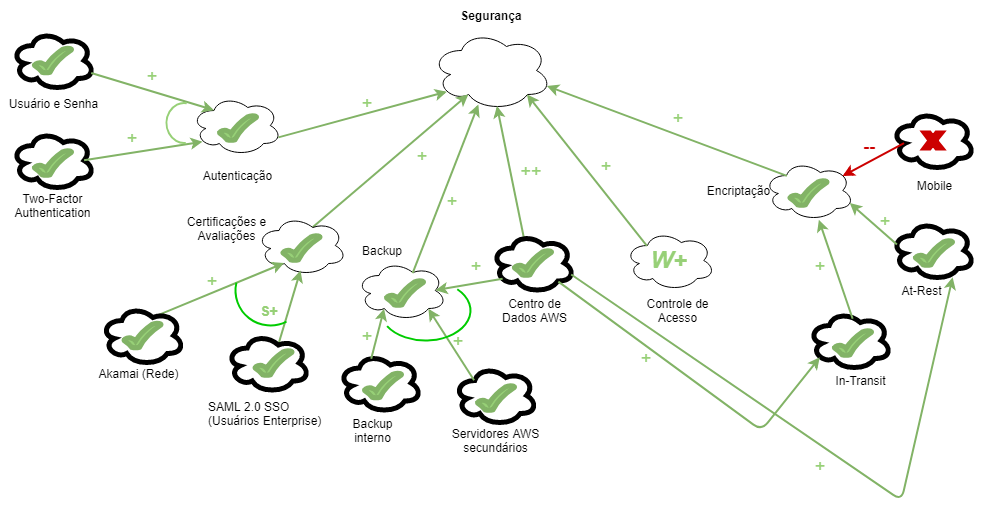 Segurança
Usuário e Senha
+
+
Two-Factor
Authentication
Autenticação
+
Certificações e
Avaliações
+
+
S+
Akamai (Rede)
SAML 2.0 SSO
(Usuários Enterprise)
Backup
+
+
+
+
Backup
interno
Servidores AWS
secundários
++
Centro de
Dados AWS
+
+
+
W+
Controle de
Acesso
+
Encriptação
--
Mobile
+
At-Rest
+
In-Transit